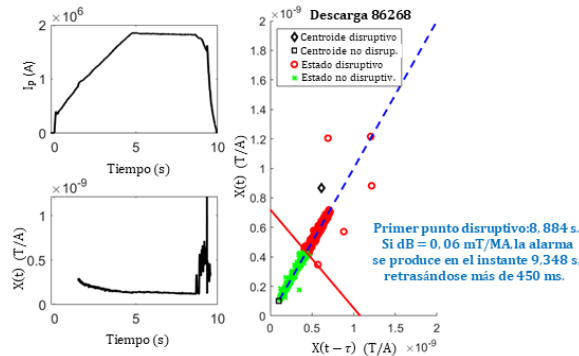 × 10⁶
2
1
0
0
5
10
I_p (A)
Tiempo (s)
× 10⁻⁹
1
0.5
0
0
5
10
X(t) (T/A)
Tiempo (s)
× 10⁻⁹
Descarga 86268
Centroide disruptivo
Centroide no disrup.
Estado disruptivo
Estado no disruptiv.
2
1.8
1.6
1.4
1.2
1
0.8
0.6
0.4
0.2
0
0
0.5
1
1.5
2
X(t) (T/A)
X(t − τ) (T/A)
× 10⁻⁹
Primer punto disruptivo:8,884 s.
Si dB = 0,06 mT/MA,la alarma
se produce en el instante 9,348 s,
retrasándose más de 450 ms.